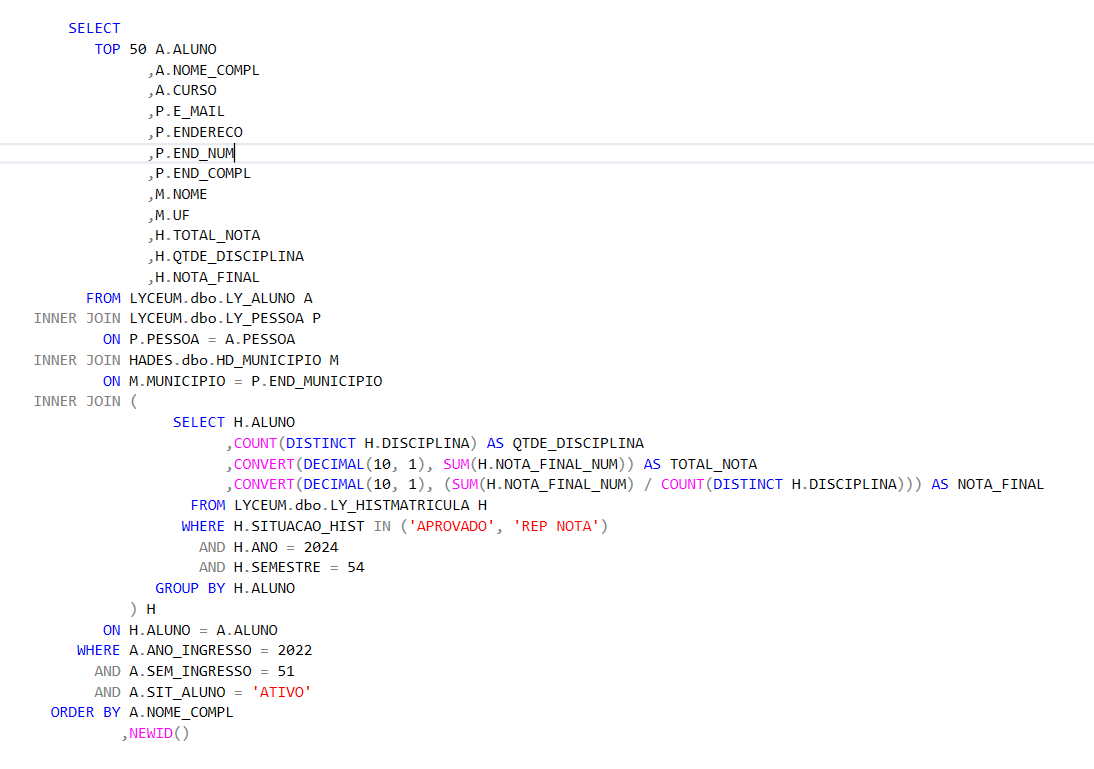 SELECT
TOP 50 A.ALUNO
,A.NOME_COMPL
,A.CURSO
,P.E_MAIL
,P.ENDERECO
,P.END_NUM
,P.END_COMPL
,M.NOME
,M.UF
,H.TOTAL_NOTA
,H.QTDE_DISCIPLINA
,H.NOTA_FINAL
FROM LYCEUM.dbo.LY_ALUNO A
INNER JOIN LYCEUM.dbo.LY_PESSOA P
ON P.PESSOA = A.PESSOA
INNER JOIN HADES.dbo.HD_MUNICIPIO M
ON M.MUNICIPIO = P.END_MUNICIPIO
INNER JOIN (
SELECT H.ALUNO
,COUNT(DISTINCT H.DISCIPLINA) AS QTDE_DISCIPLINA
,CONVERT(DECIMAL(10, 1), SUM(H.NOTA_FINAL_NUM)) AS TOTAL_NOTA
,CONVERT(DECIMAL(10, 1), (SUM(H.NOTA_FINAL_NUM) / COUNT(DISTINCT H.DISCIPLINA))) AS NOTA_FINAL
FROM LYCEUM.dbo.LY_HISTMATRICULA H
WHERE H.SITUACAO_HIST IN ('APROVADO', 'REP NOTA')
AND H.ANO = 2024
AND H.SEMESTRE = 54
GROUP BY H.ALUNO
) H
ON H.ALUNO = A.ALUNO
WHERE A.ANO_INGRESSO = 2022
AND A.SEM_INGRESSO = 51
AND A.SIT_ALUNO = 'ATIVO'
ORDER BY A.NOME_COMPL
,NEWID()